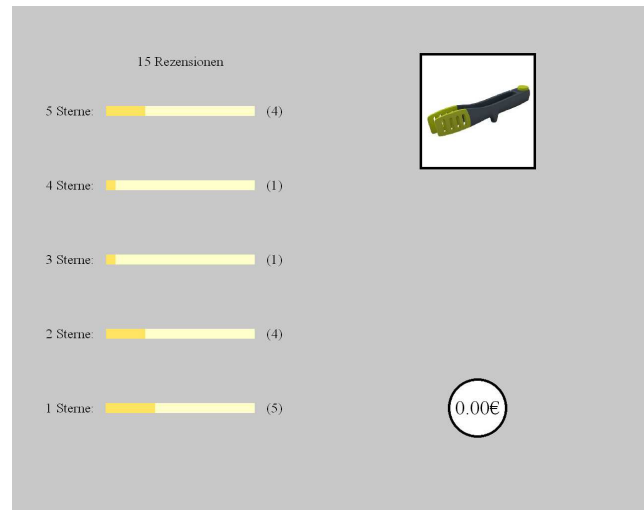 15 Rezensionen
5 Sterne: (4)
4 Sterne: (1)
3 Sterne: (1)
2 Sterne: (4)
1 Sterne: (5)
0.00€